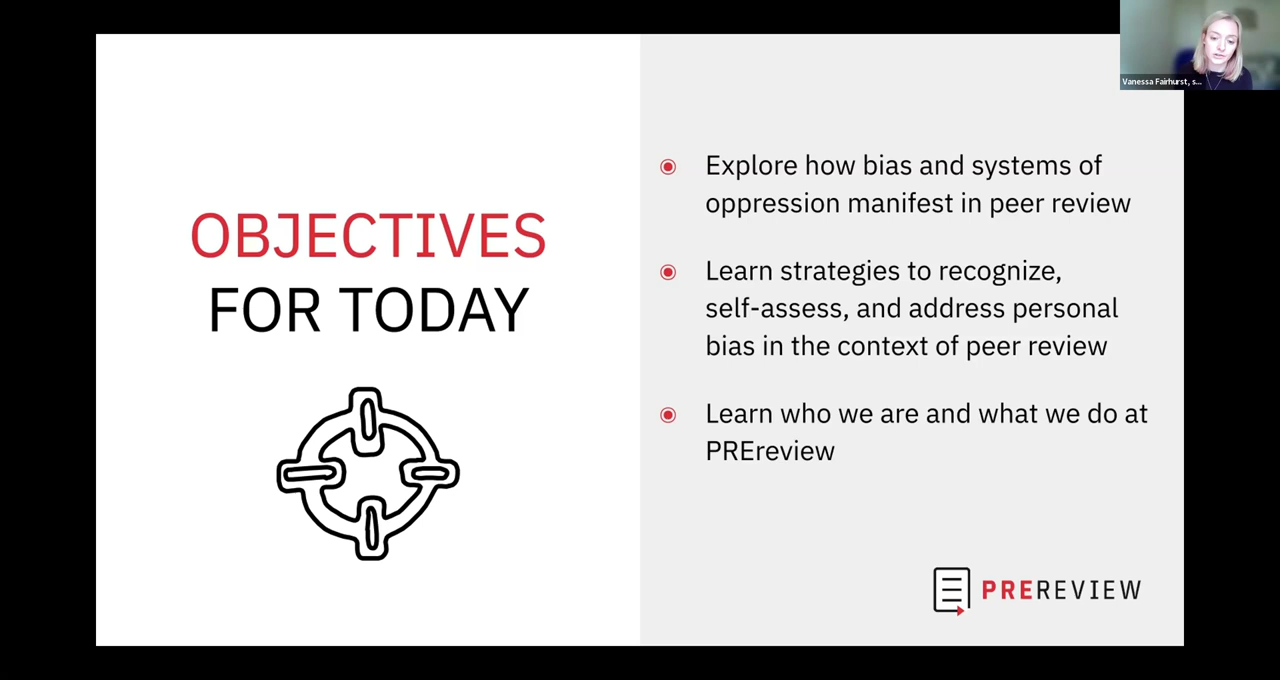 Vanessa Fairhurst, s...
OBJECTIVES
FOR TODAY
Explore how bias and systems of
oppression manifest in peer review
Learn strategies to recognize,
self-assess, and address personal
bias in the context of peer review
Learn who we are and what we do at
PREreview
PREREVIEW